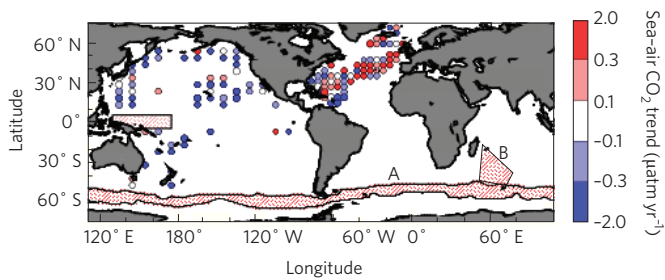 60° N
30° N
0°
30° S
60° S
Latitude
120° E 180° 120° W 60° W 0° 60° E
Longitude
A
B
2.0
0.3
0.1
−0.1
−0.3
−2.0
Sea–air CO₂ trend (µatm yr⁻¹)